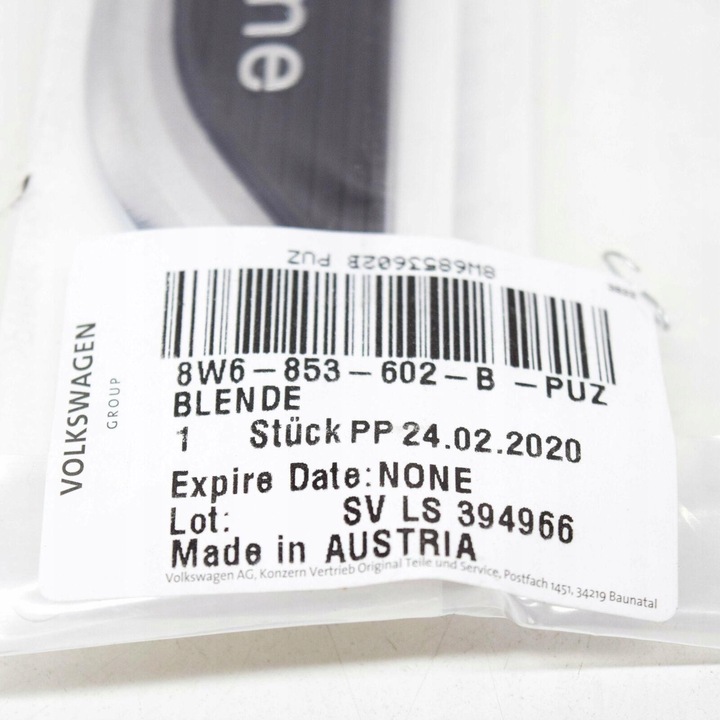 ne
8W6853602B PUZ
VOLKSWAGEN
GROUP
8W6-853-602-B -PUZ
BLENDE
1 Stück PP 24.02.2020
Expire Date:NONE
Lot: SV LS 394966
Made in AUSTRIA
Volkswagen AG, Konzern Vertrieb Original Teile und Service, Postfach 1451, 34219 Baunatal